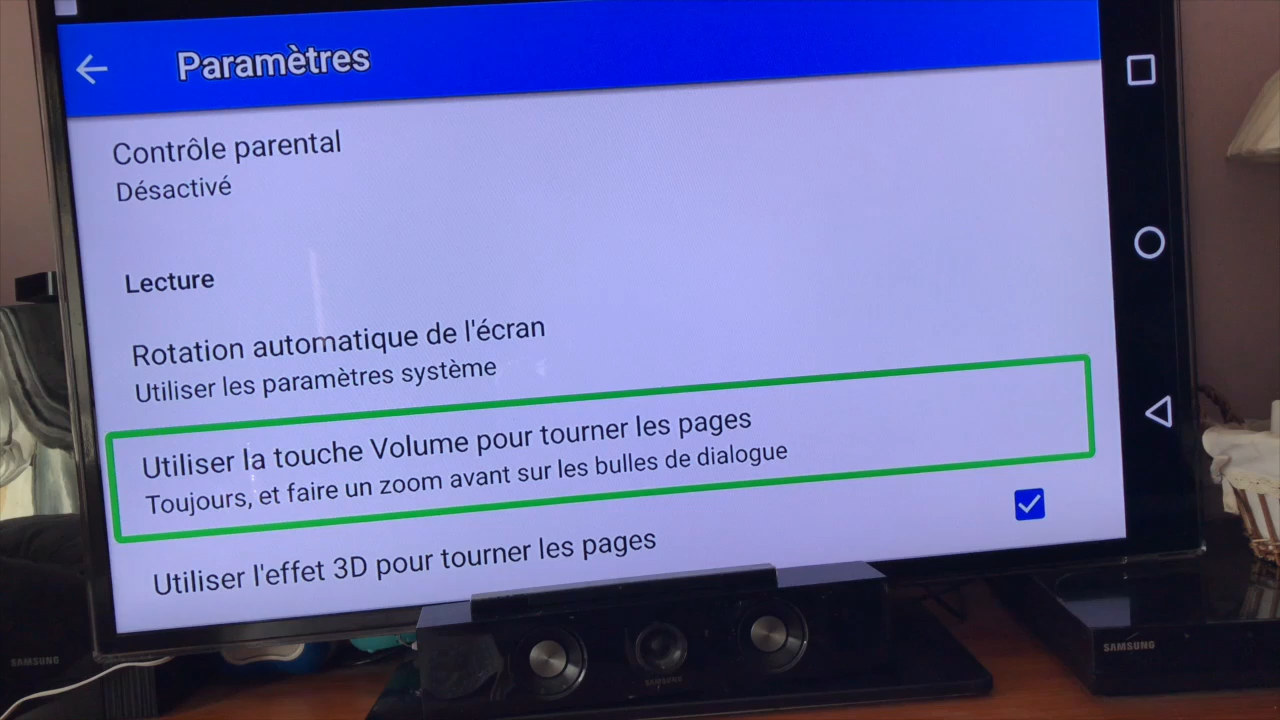 Paramètres
Contrôle parental
Désactivé
Lecture
Rotation automatique de l'écran
Utiliser les paramètres système
Utiliser la touche Volume pour tourner les pages
Toujours, et faire un zoom avant sur les bulles de dialogue
Utiliser l'effet 3D pour tourner les pages
SAMSUNG
SAMSUNG
SAMSUNG